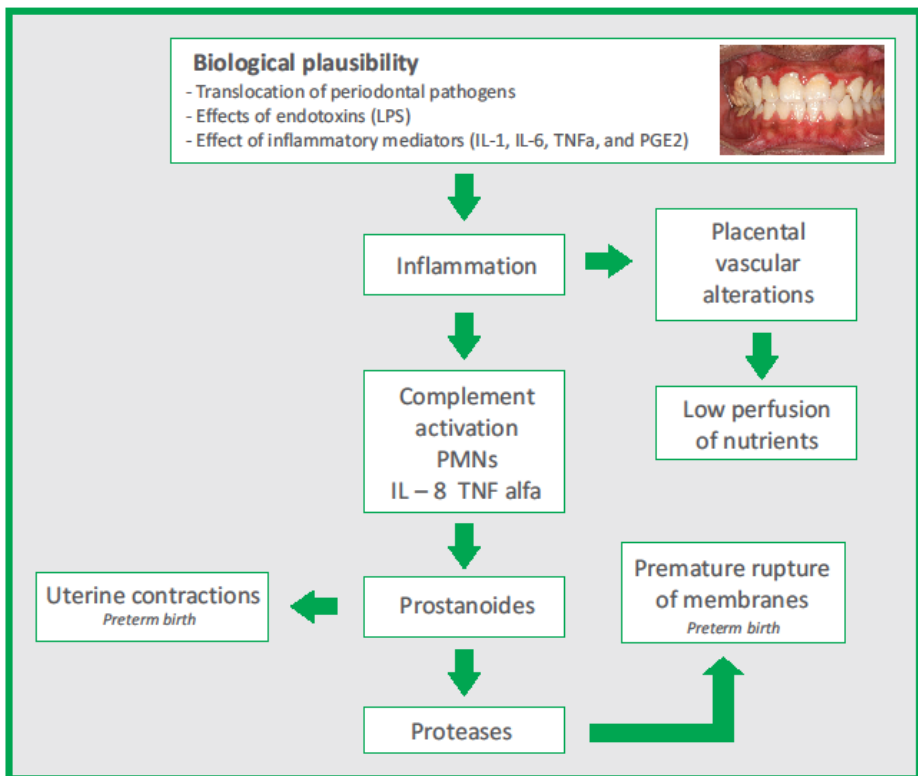 Biological plausibility
- Translocation of periodontal pathogens
- Effects of endotoxins (LPS)
- Effect of inflammatory mediators (IL-1, IL-6, TNFa, and PGE2)
Inflammation
Placental
vascular
alterations
Complement
activation
PMNs
IL – 8 TNF alfa
Low perfusion
of nutrients
Uterine contractions
Preterm birth
Prostanoides
Premature rupture
of membranes
Preterm birth
Proteases